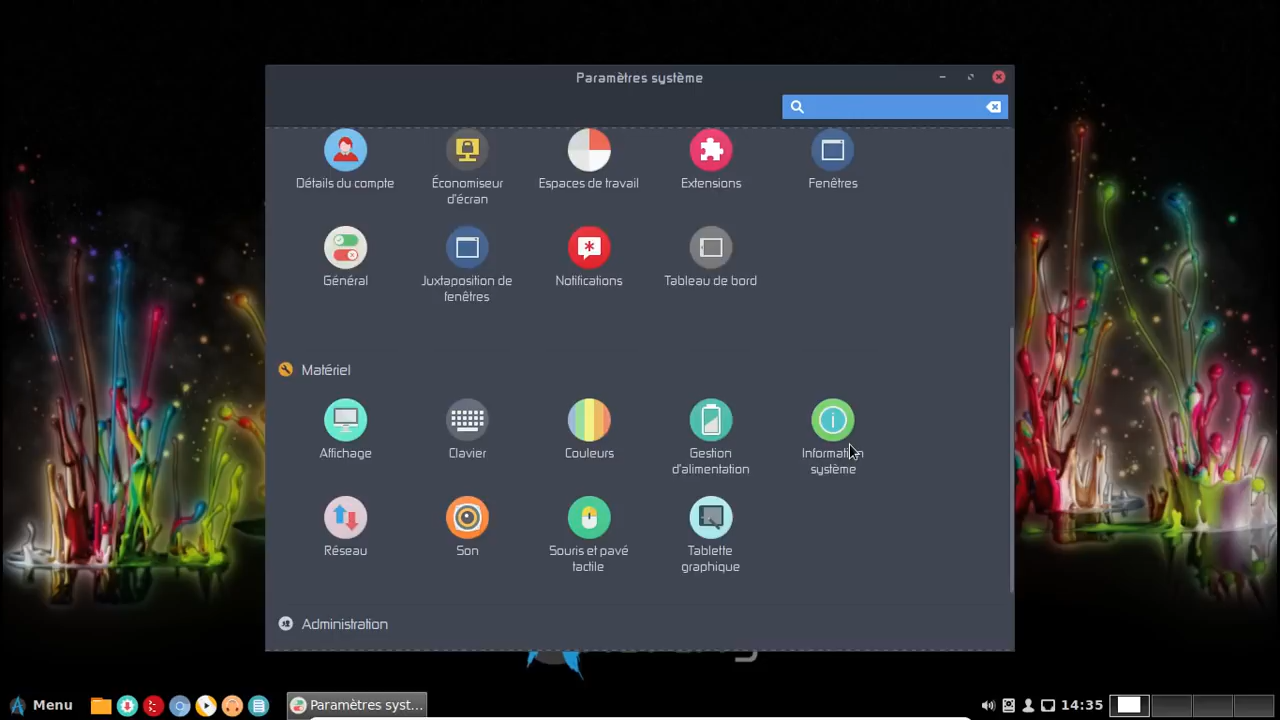 Paramètres système
Détails du compte
Économiseur
d'écran
Espaces de travail
Extensions
Fenêtres
Général
Juxtaposition de
fenêtres
Notifications
Tableau de bord
Matériel
Affichage
Clavier
Couleurs
Gestion
d'alimentation
Information
système
Réseau
Son
Souris et pavé
tactile
Tablette
graphique
Administration
Menu
Paramètres syst...
14:35